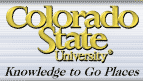 Colorado
State
University
Knowledge to Go Places